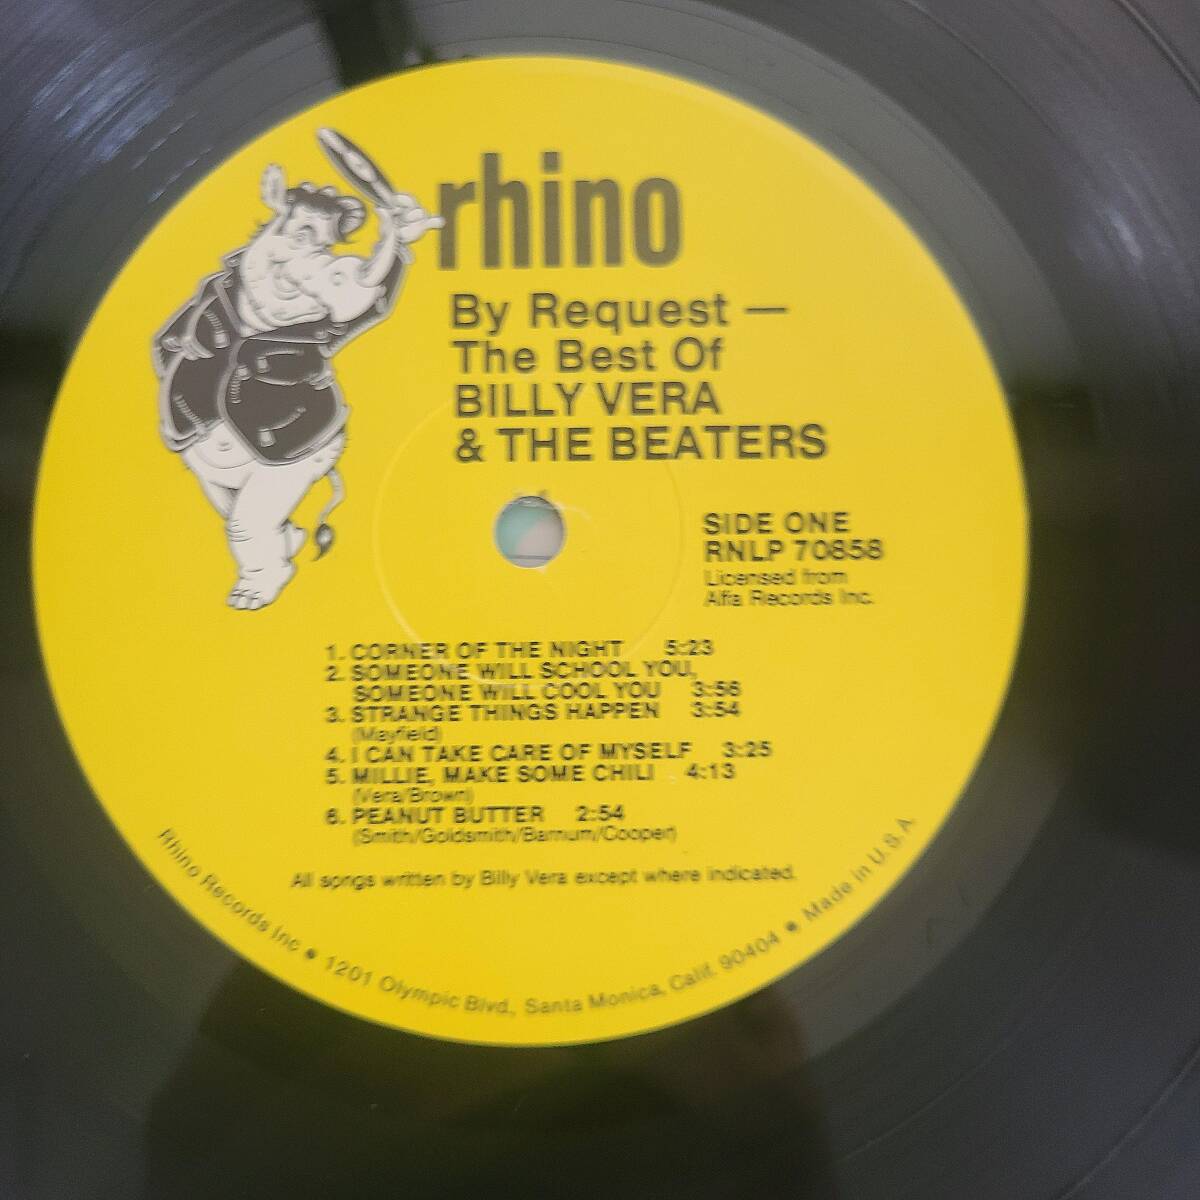 rhino
By Request —
The Best Of
BILLY VERA
& THE BEATERS
SIDE ONE
RNLP 70858
Licensed from
Alfa Records Inc.
1. CORNER OF THE NIGHT 5:23
2. SOMEONE WILL SCHOOL YOU,
SOMEONE WILL COOL YOU 3:56
3. STRANGE THINGS HAPPEN 3:54
(Mayfield)
4. I CAN TAKE CARE OF MYSELF 3:25
5. MILLIE, MAKE SOME CHILI 4:13
(Vera/Brown)
6. PEANUT BUTTER 2:54
(Smith/Goldsmith/Barnum/Cooper)
All songs written by Billy Vera except where indicated.
Rhino Records Inc • 1201 Olympic Blvd, Santa Monica, Calif. 90404 • Made in U.S.A.